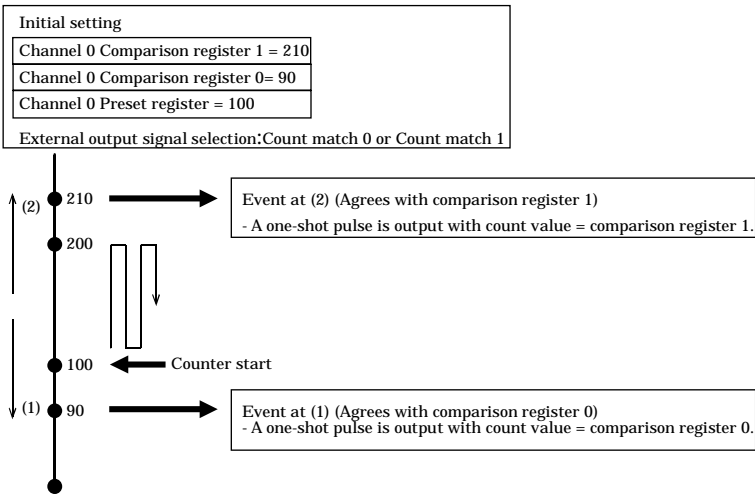 Initial setting
Channel 0 Comparison register 1 = 210
Channel 0 Comparison register 0= 90
Channel 0 Preset register = 100
External output signal selection:Count match 0 or Count match 1
(2)
210
Event at (2) (Agrees with comparison register 1)
- A one-shot pulse is output with count value = comparison register 1.
200
100
Counter start
(1)
90
Event at (1) (Agrees with comparison register 0)
- A one-shot pulse is output with count value = comparison register 0.